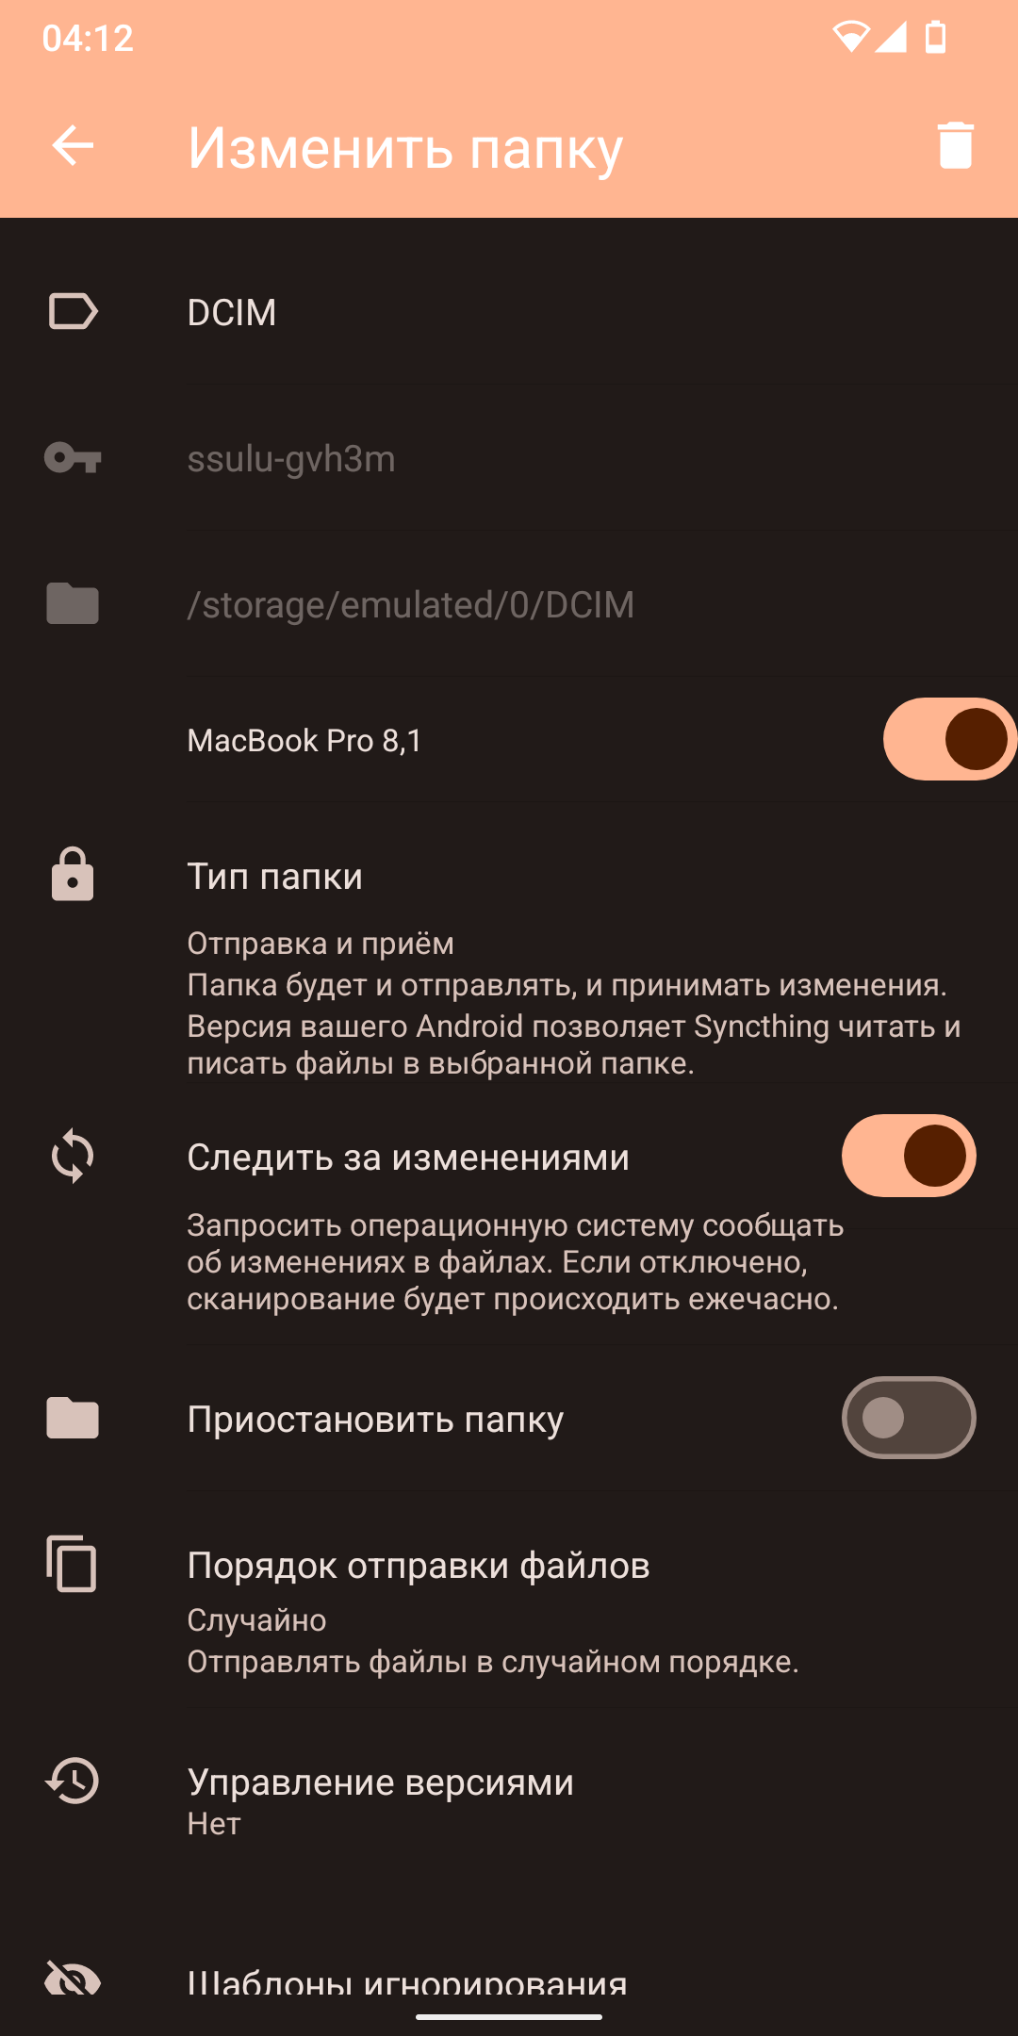 04:12
Изменить папку
DCIM
ssulu-gvh3m
/storage/emulated/0/DCIM
MacBook Pro 8,1
Тип папки
Отправка и приём
Папка будет и отправлять, и принимать изменения.
Версия вашего Android позволяет Syncthing читать и
писать файлы в выбранной папке.
Следить за изменениями
Запросить операционную систему сообщать
об изменениях в файлах. Если отключено,
сканирование будет происходить ежечасно.
Приостановить папку
Порядок отправки файлов
Случайно
Отправлять файлы в случайном порядке.
Управление версиями
Нет
Шаблоны игнорирования